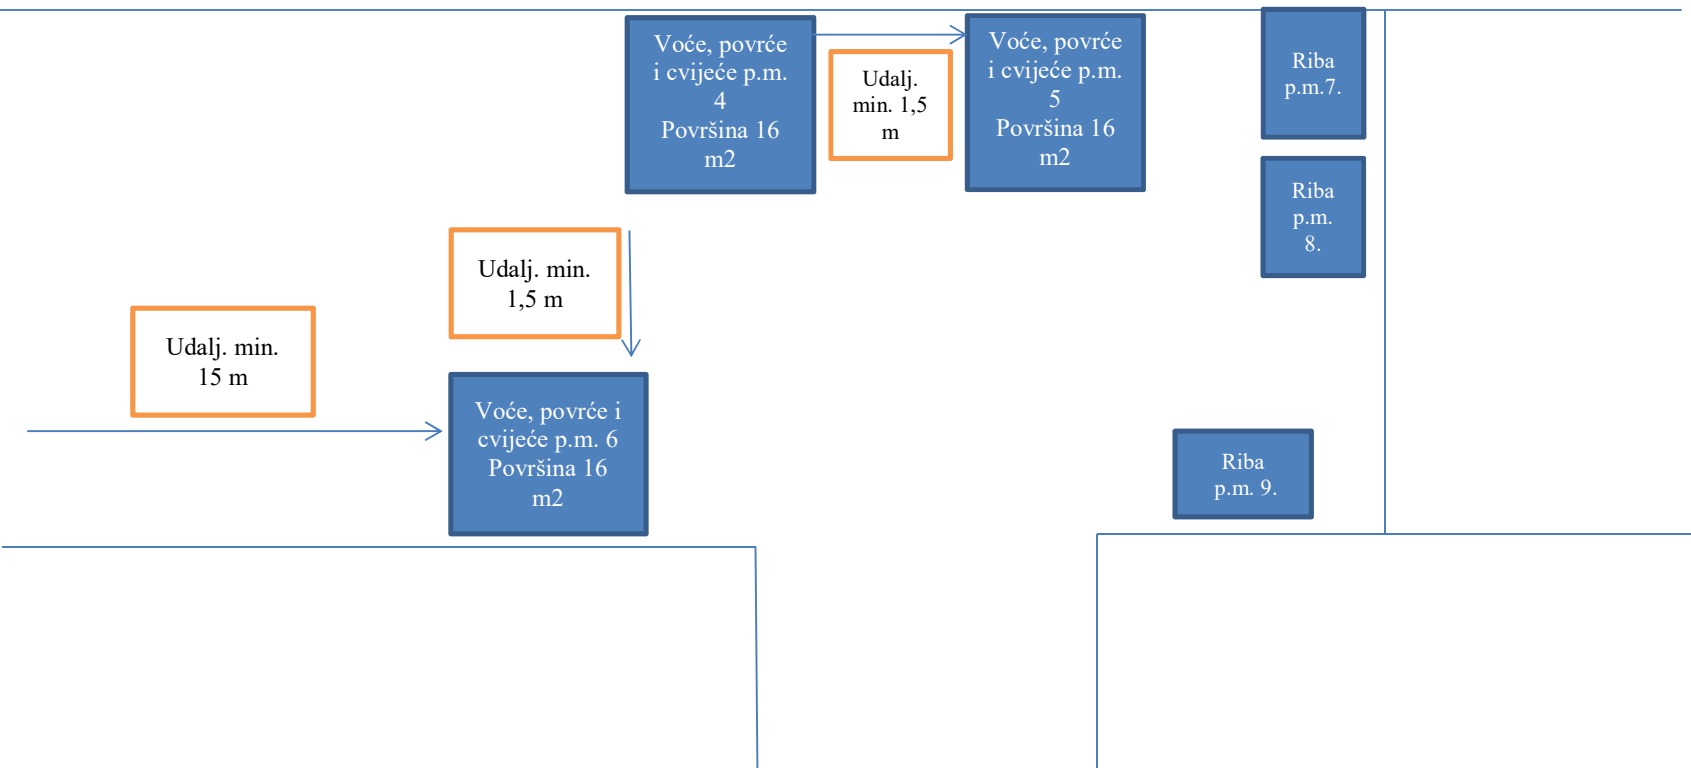 Voće, povrće
i cvijeće p.m.
4
Površina 16
m2
Udalj.
min. 1,5
m
Voće, povrće
i cvijeće p.m.
5
Površina 16
m2
Riba
p.m.7.
Riba
p.m.
8.
Udalj. min.
1,5 m
Udalj. min.
15 m
Voće, povrće i
cvijeće p.m. 6
Površina 16
m2
Riba
p.m. 9.